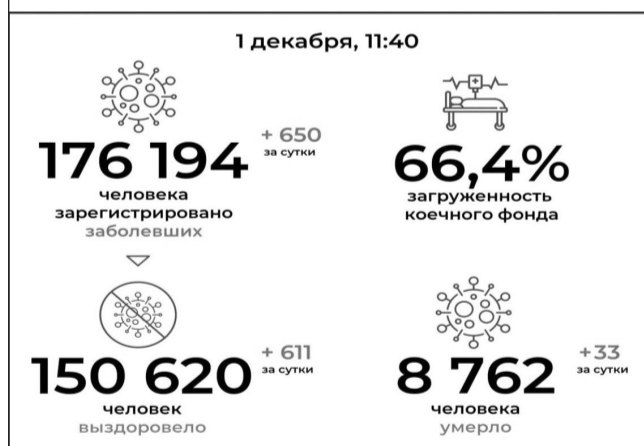 1 декабря, 11:40
176 194
+ 650
за сутки
человека
зарегистрировано
заболевших
66,4%
загруженность
коечного фонда
150 620
+ 611
за сутки
человек
выздоровело
8 762
+33
за сутки
человека
умерло